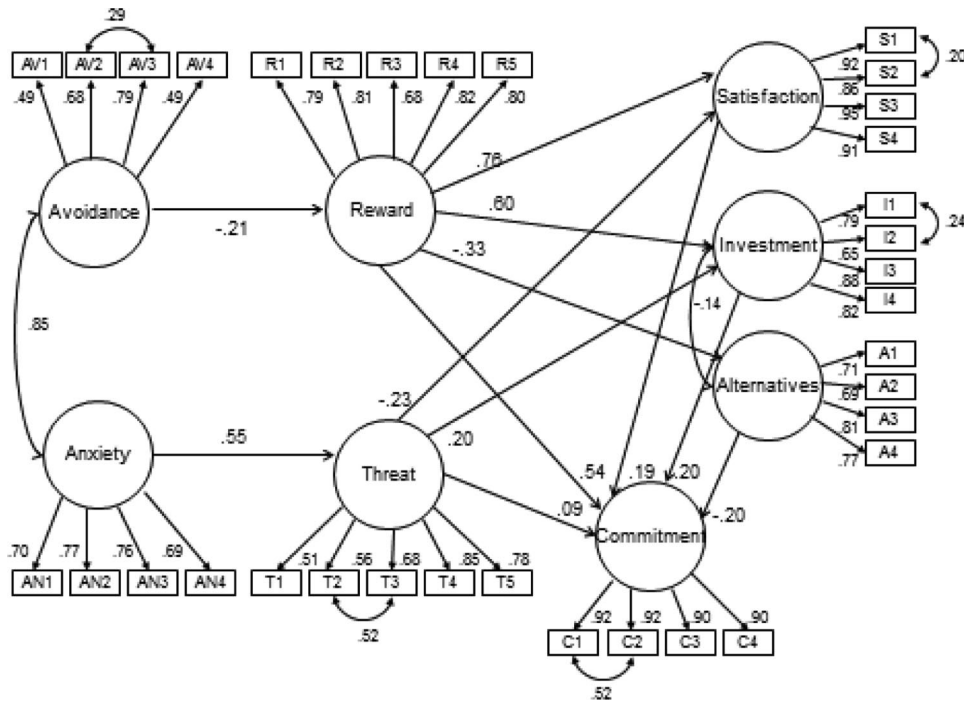 .29
AV1 AV2 AV3 AV4
.49 .68 .79 .49
R1 R2 R3 R4 R5
.79 .81 .68 .82 .80
S1
S2
S3
S4
.92
.86
.95
.91
.20
Satisfaction
Avoidance
-.21
Reward
.76
.60
-.33
Investment
I1
I2
I3
I4
.79
.65
.88
.82
.24
-.14
.85
Alternatives
A1
A2
A3
A4
.71
.69
.81
.77
Anxiety
.55
Threat
-.23
.20
.09
.54 .19 .20
-.20
Commitment
.70 .77 .76 .69
AN1 AN2 AN3 AN4
.51 .56 .68 .85 .78
T1 T2 T3 T4 T5
.52
.92 .92 .90 .90
C1 C2 C3 C4
.52